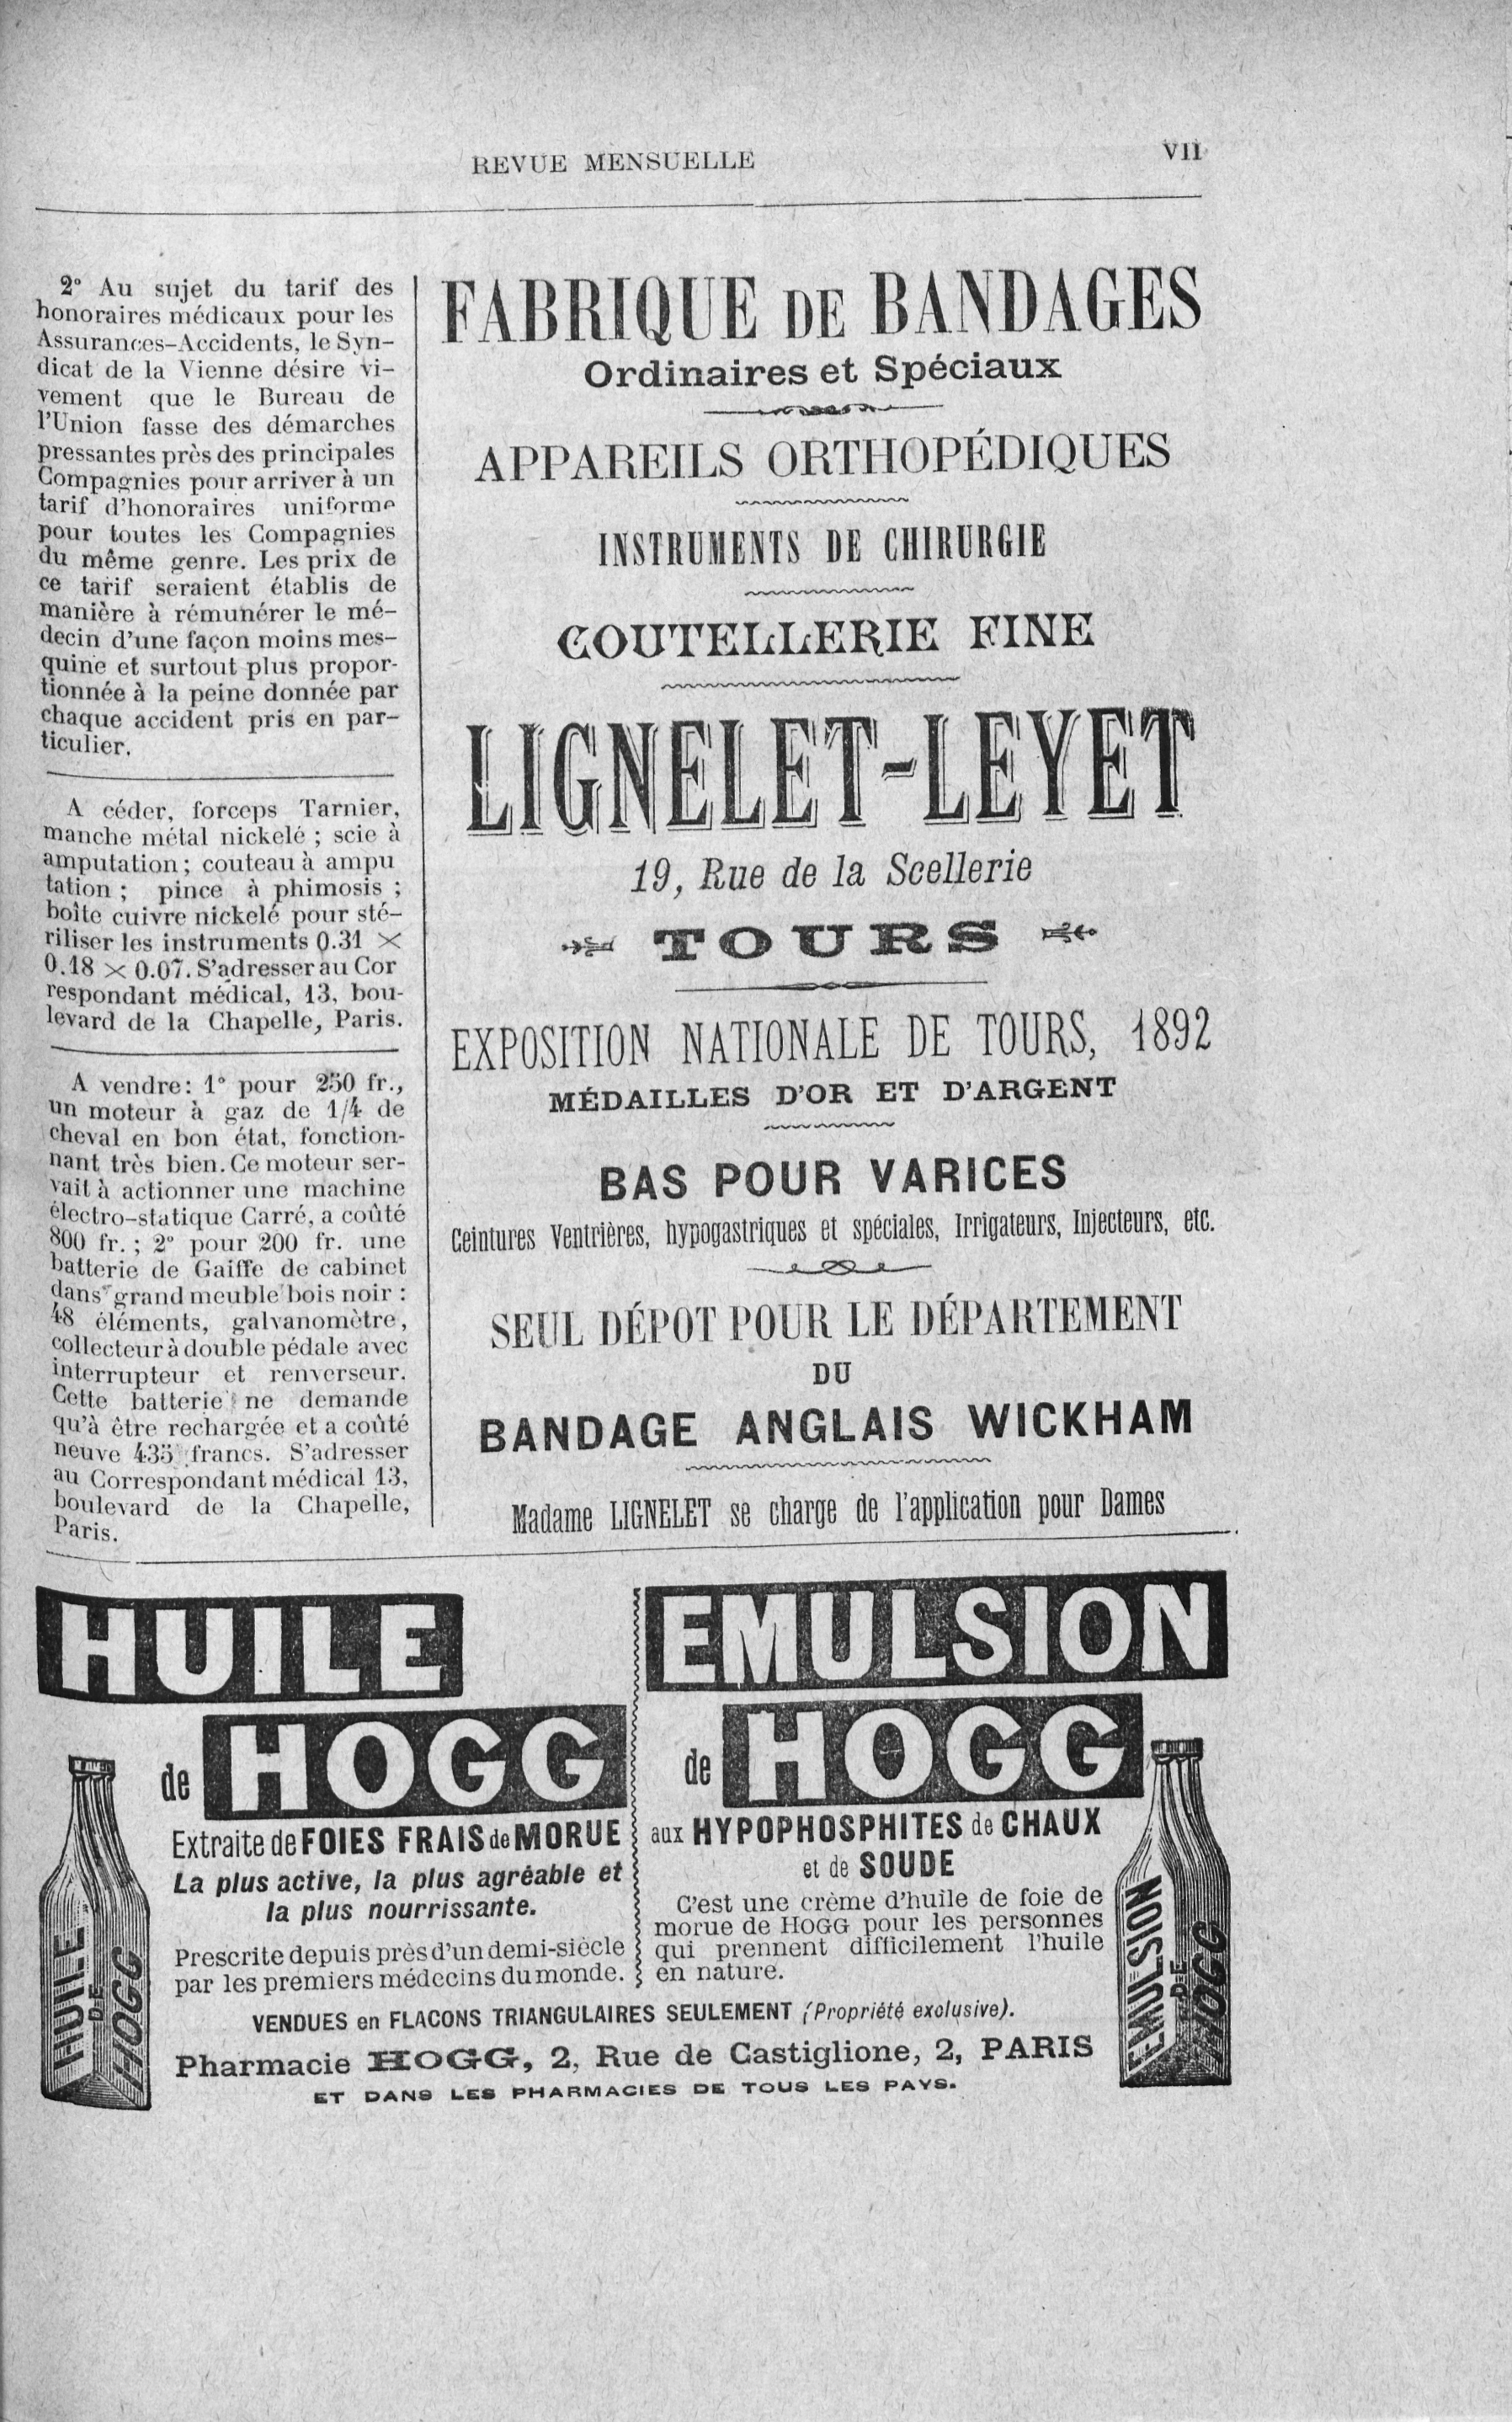 REVUE MENSUELLE
VII
2º Au sujet du tarif des
honoraires médicaux pour les
Assurances-Accidents, le Syn-
dicat de la Vienne désire vi-
vement que le Bureau de
l'Union fasse des démarches
pressantes près des principales
Compagnies pour arriver à un
tarif d'honoraires uniforme
pour toutes les Compagnies
du même genre. Les prix de
ce tarif seraient établis de
manière à rémunérer le mé-
decin d'une façon moins mes-
quine et surtout plus propor-
tionnée à la peine donnée par
chaque accident pris en par-
ticulier.
A céder, forceps Tarnier,
manche métal nickelé ; scie à
amputation ; couteau à ampu
tation ; pince à phimosis ;
boîte cuivre nickelé pour sté-
riliser les instruments 0.31 ×
0.18 × 0.07. S'adresser au Cor
respondant médical, 13, bou-
levard de la Chapelle, Paris.
A vendre: 1º pour 250 fr.,
un moteur à gaz de 1/4 de
cheval en bon état, fonction-
nant très bien. Ce moteur ser-
vait à actionner une machine
électro-statique Carré, a coûté
800 fr. ; 2º pour 200 fr. une
batterie de Gaiffe de cabinet
dans grand meuble bois noir :
48 éléments, galvanomètre,
collecteur à double pédale avec
interrupteur et renverseur.
Cette batterie ne demande
qu'à être rechargée et a coûté
neuve 435 francs. S'adresser
au Correspondant médical 13,
boulevard de la Chapelle,
Paris.
FABRIQUE DE BANDAGES
Ordinaires et Spéciaux
APPAREILS ORTHOPÉDIQUES
INSTRUMENTS DE CHIRURGIE
COUTELLERIE FINE
LIGNELET-LEYET
19, Rue de la Scellerie
TOURS
EXPOSITION NATIONALE DE TOURS, 1892
MÉDAILLES D'OR ET D'ARGENT
BAS POUR VARICES
Ceintures Ventrières, hypogastriques et spéciales, Irrigateurs, Injecteurs, etc.
SEUL DÉPOT POUR LE DÉPARTEMENT
DU
BANDAGE ANGLAIS WICKHAM
Madame LIGNELET se charge de l'application pour Dames
HUILE
de HOGG
Extraite de FOIES FRAIS de MORUE
La plus active, la plus agréable et
la plus nourrissante.
Prescrite depuis près d'un demi-siècle
par les premiers médecins du monde.
HUILE
DE
HOGG
EMULSION
de HOGG
aux HYPOPHOSPHITES de CHAUX
et de SOUDE
C'est une crème d'huile de foie de
morue de HOGG pour les personnes
qui prennent difficilement l'huile
en nature.
EMULSION
DE
HOGG
VENDUES en FLACONS TRIANGULAIRES SEULEMENT (Propriété exclusive).
Pharmacie HOGG, 2, Rue de Castiglione, 2, PARIS
ET DANS LES PHARMACIES DE TOUS LES PAYS.